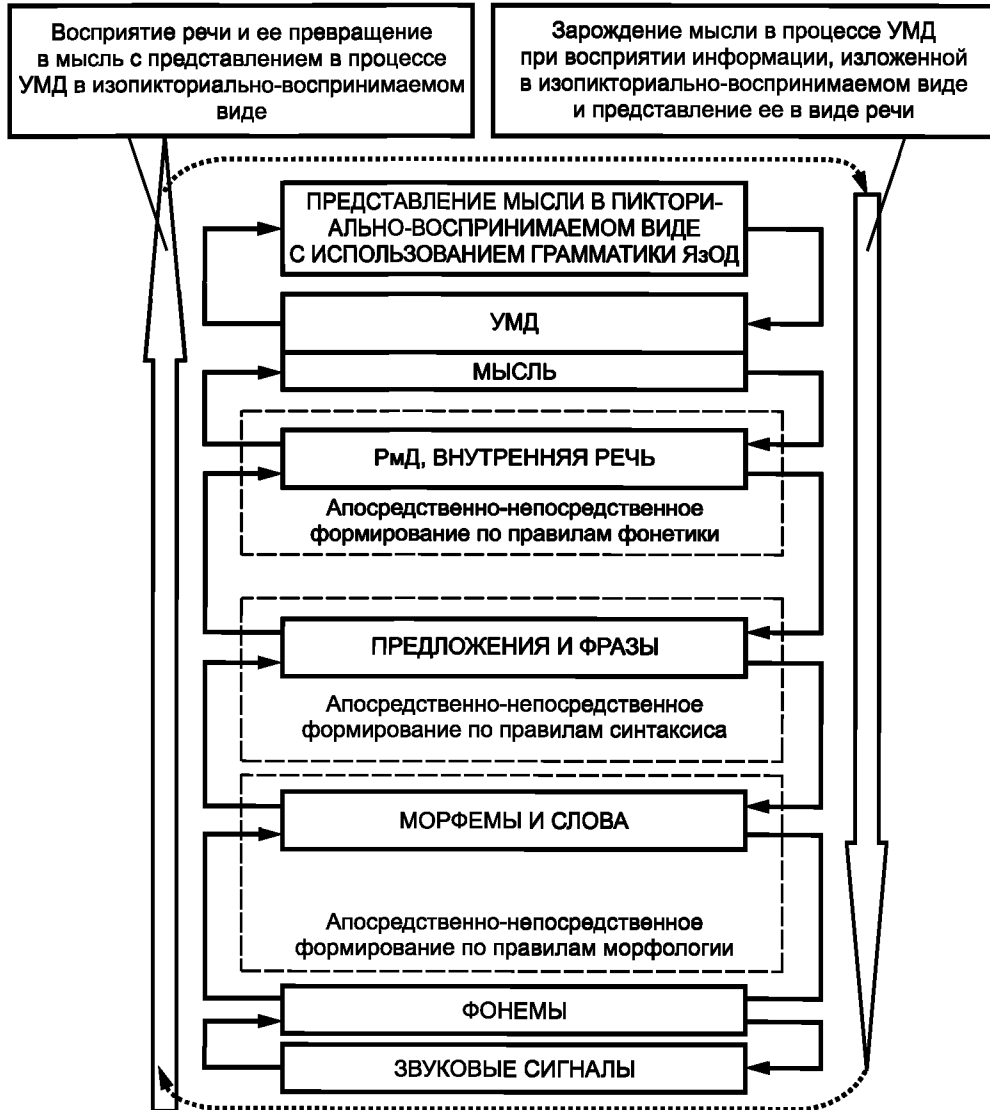 Восприятие речи и ее превращение
в мысль с представлением в процессе
УМД в изопикториально-воспринимаемом
виде
Зарождение мысли в процессе УМД
при восприятии информации, изложенной
в изопикториально-воспринимаемом виде
и представление ее в виде речи
ПРЕДСТАВЛЕНИЕ МЫСЛИ В ПИКТОРИ-
АЛЬНО-ВОСПРИНИМАЕМОМ ВИДЕ
С ИСПОЛЬЗОВАНИЕМ ГРАММАТИКИ ЯзОД
УМД
МЫСЛЬ
РмД, ВНУТРЕННЯЯ РЕЧЬ
Апосредственно-непосредственное
формирование по правилам фонетики
ПРЕДЛОЖЕНИЯ И ФРАЗЫ
Апосредственно-непосредственное
формирование по правилам синтаксиса
МОРФЕМЫ И СЛОВА
Апосредственно-непосредственное
формирование по правилам морфологии
ФОНЕМЫ
ЗВУКОВЫЕ СИГНАЛЫ